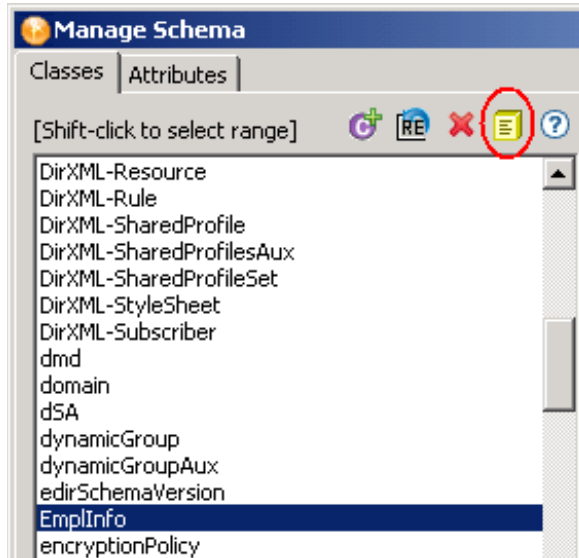 Manage Schema
Classes Attributes
[Shift-click to select range] C RE ?
DirXML-Resource
DirXML-Rule
DirXML-SharedProfile
DirXML-SharedProfilesAux
DirXML-SharedProfileSet
DirXML-StyleSheet
DirXML-Subscriber
dmd
domain
dSA
dynamicGroup
dynamicGroupAux
edirSchemaVersion
EmplInfo
encryptionPolicy